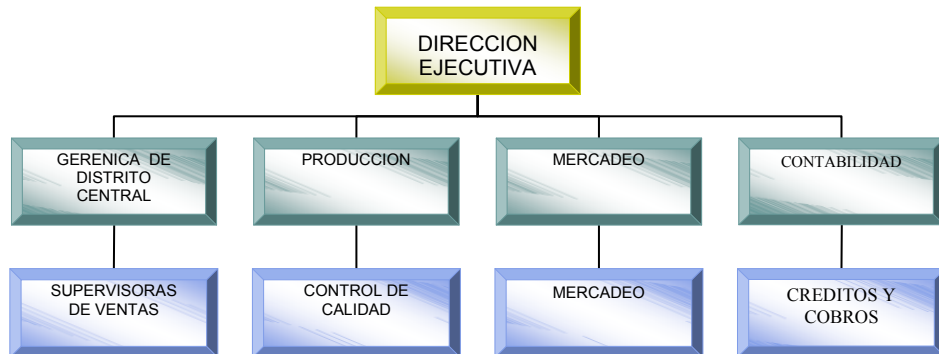 DIRECCION
EJECUTIVA
GERENICA DE
DISTRITO
CENTRAL
PRODUCCION
MERCADEO
CONTABILIDAD
SUPERVISORAS
DE VENTAS
CONTROL DE
CALIDAD
MERCADEO
CREDITOS Y
COBROS